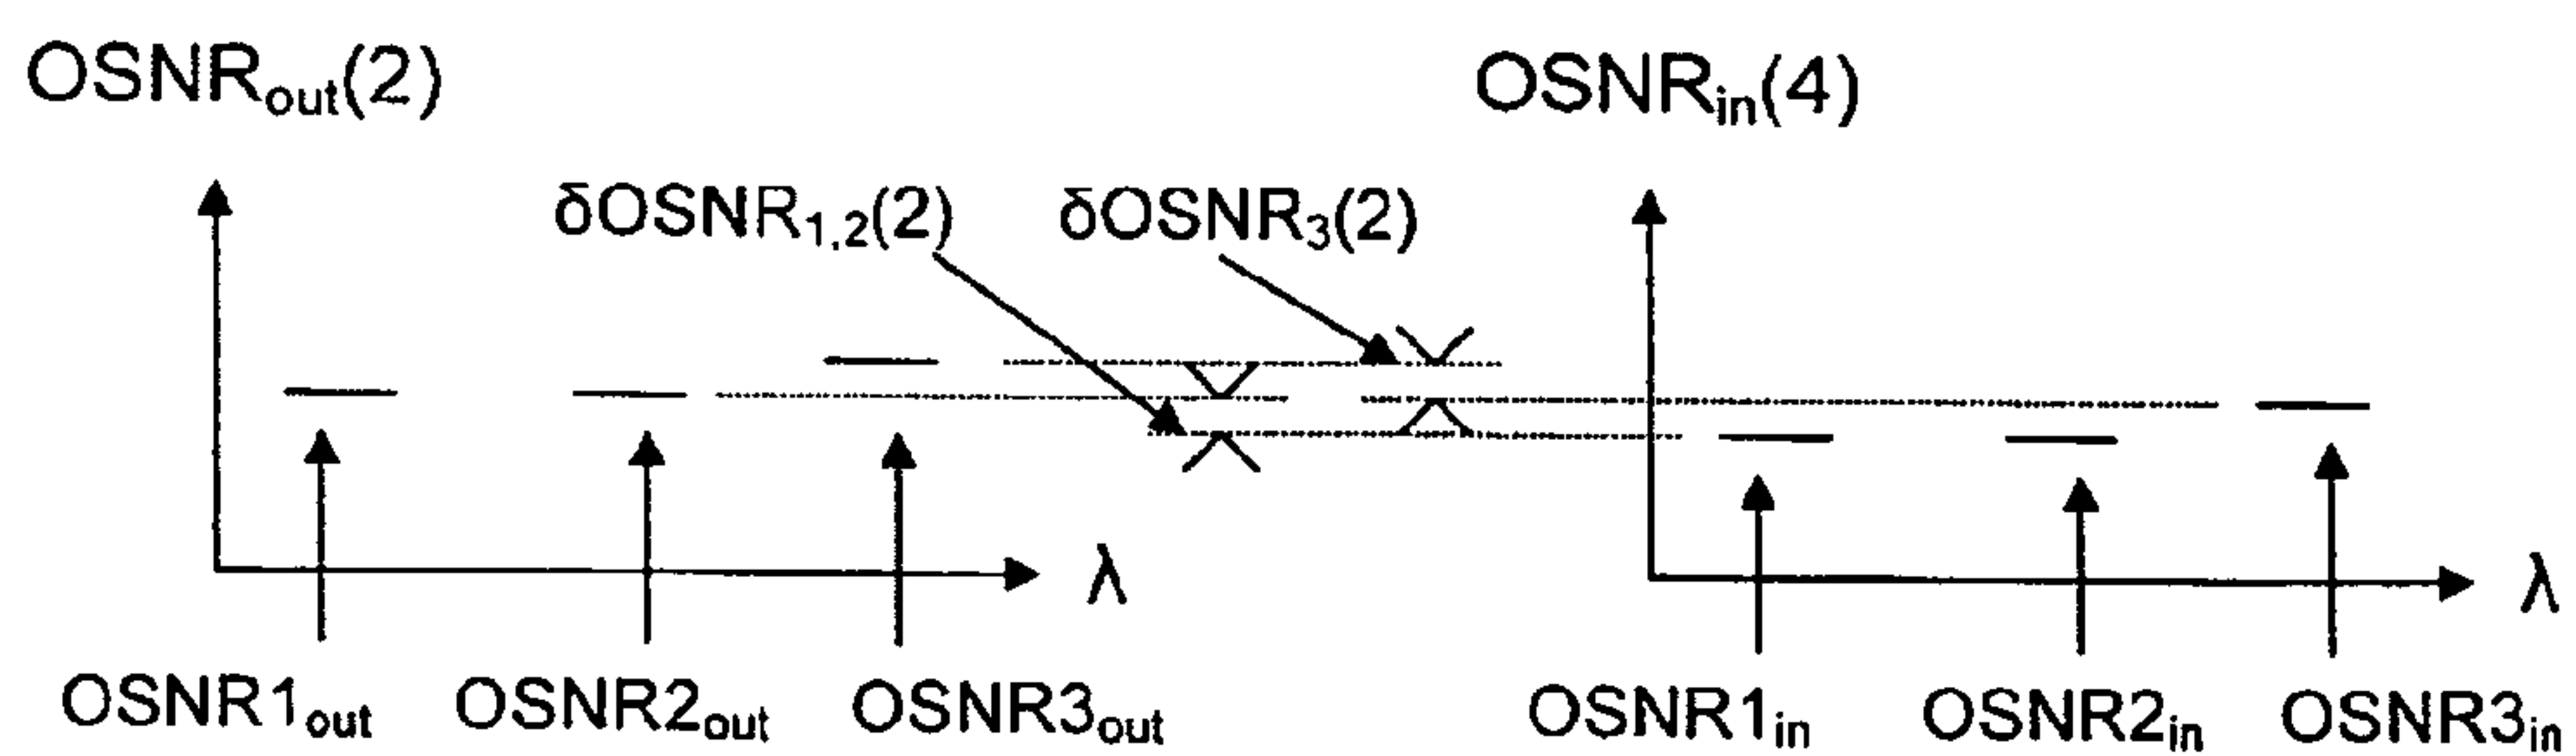 OSNRout(2)
OSNRin(4)
δOSNR1,2(2)
δOSNR3(2)
λ
λ
OSNR1out
OSNR2out
OSNR3out
OSNR1in
OSNR2in
OSNR3in